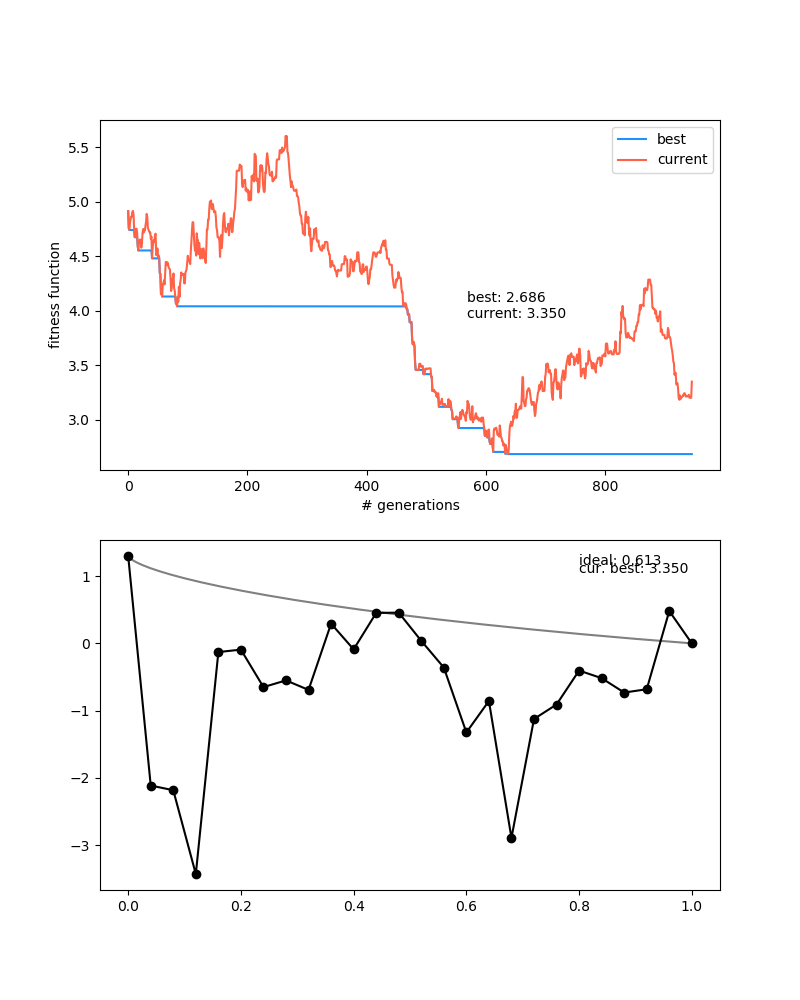 best
current
5.5
5.0
4.5
4.0
3.5
3.0
fitness function
best: 2.686
current: 3.350
0 200 400 600 800
# generations
ideal: 0.613
cur. best: 3.350
1
0
−1
−2
−3
0.0 0.2 0.4 0.6 0.8 1.0